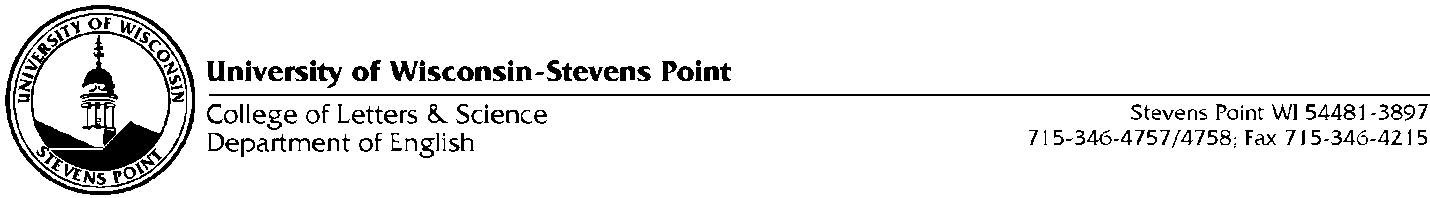 UNIVERSITY OF WISCONSIN
STEVENS POINT
University of Wisconsin-Stevens Point
College of Letters & Science
Department of English
Stevens Point WI 54481-3897
715-346-4757/4758; Fax 715-346-4215